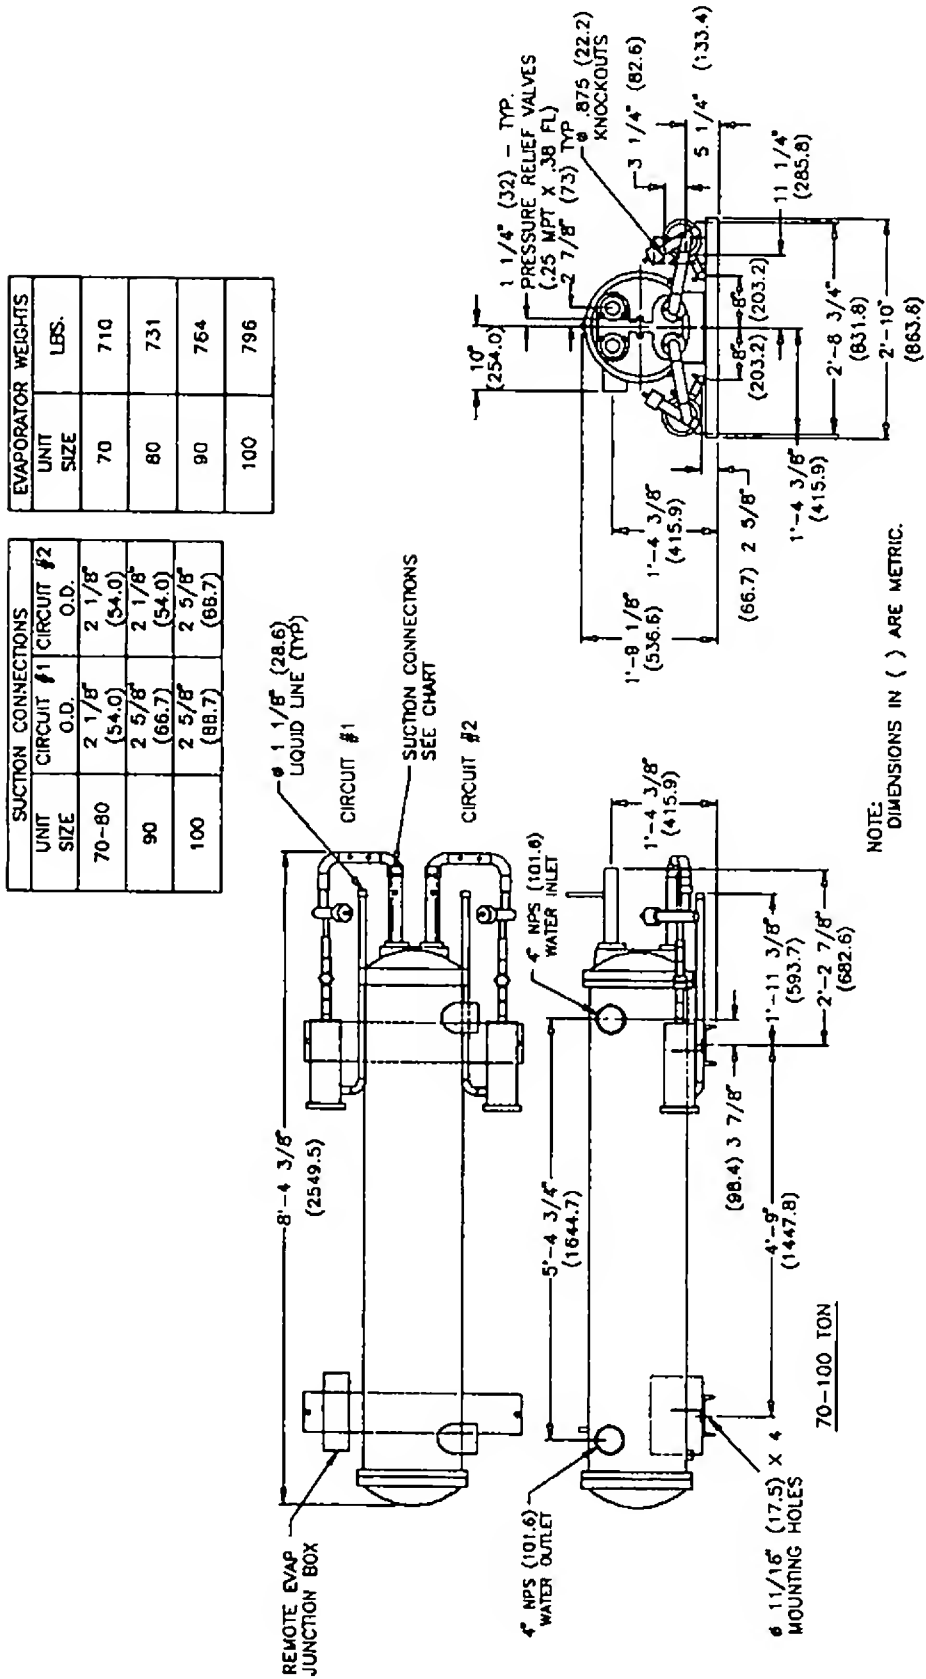 SUCTION CONNECTIONS
UNIT SIZE | CIRCUIT #1 O.D. | CIRCUIT #2 O.D.
70-80 | 2 1/8" (54.0) | 2 1/8" (54.0)
90 | 2 5/8" (66.7) | 2 1/8" (54.0)
100 | 2 5/8" (66.7) | 2 5/8" (66.7)
EVAPORATOR WEIGHTS
UNIT SIZE | LBS.
70 | 710
80 | 731
90 | 764
100 | 796
REMOTE EVAP
JUNCTION BOX
8'-4 3/8"
(2549.5)
ø 1 1/8" (28.6)
LIQUID LINE (TYP)
CIRCUIT #1
SUCTION CONNECTIONS
SEE CHART
CIRCUIT #2
4" NPS (101.6)
WATER OUTLET
5'-4 3/4"
(1644.7)
4" NPS (101.6)
WATER INLET
1'-4 3/8"
(415.9)
(98.4) 3 7/8"
1'-11 3/8"
(593.7)
2'-2 7/8"
(682.6)
4'-9"
(1447.8)
ø 11/16" (17.5) X 4
MOUNTING HOLES
70-100 TON
10"
(254.0)
1 1/4" (32) - TYP.
PRESSURE RELIEF VALVES
(.25 MPT X .38 FL)
2 7/8" (73) TYP
ø .875 (22.2)
KNOCKOUTS
3 1/4" (82.6)
5 1/4" (133.4)
11 1/4"
(285.8)
1'-9 1/8"
(536.6)
1'-4 3/8"
(415.9)
(66.7) 2 5/8"
8"
(203.2)
8"
(203.2)
1'-4 3/8"
(415.9)
2'-8 3/4"
(831.8)
2'-10"
(863.8)
NOTE:
DIMENSIONS IN ( ) ARE METRIC.